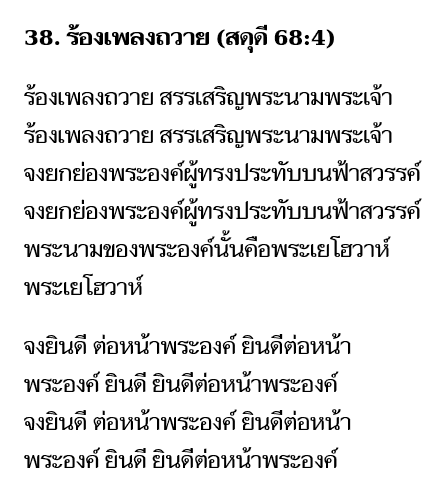 38. ร้องเพลงถวาย (สดุดี 68:4)
ร้องเพลงถวาย สรรเสริญพระนามพระเจ้า
ร้องเพลงถวาย สรรเสริญพระนามพระเจ้า
จงยกย่องพระองค์ผู้ทรงประทับบนฟ้าสวรรค์
จงยกย่องพระองค์ผู้ทรงประทับบนฟ้าสวรรค์
พระนามของพระองค์นั้นคือพระเยโฮวาห์
พระเยโฮวาห์
จงยินดี ต่อหน้าพระองค์ ยินดีต่อหน้า
พระองค์ ยินดี ยินดีต่อหน้าพระองค์
จงยินดี ต่อหน้าพระองค์ ยินดีต่อหน้า
พระองค์ ยินดี ยินดีต่อหน้าพระองค์